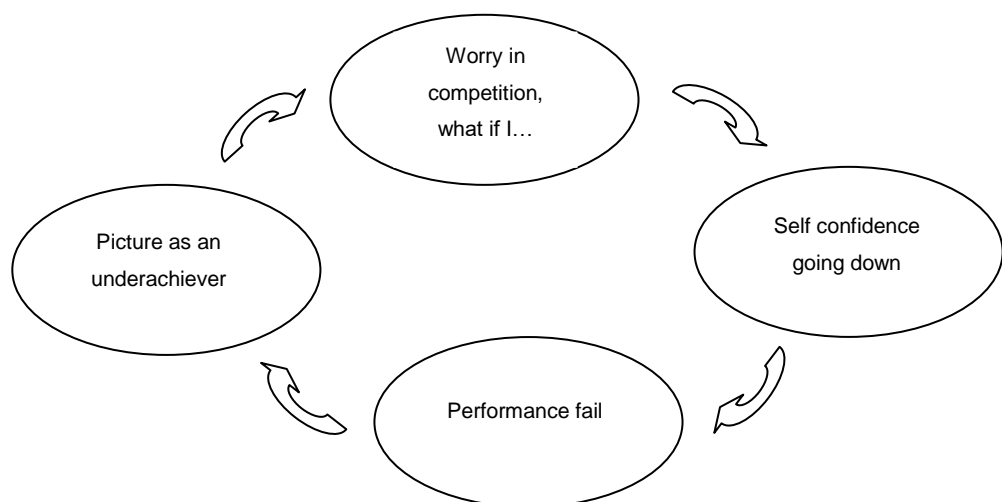 Worry in
competition,
what if I…
Self confidence
going down
Performance fail
Picture as an
underachiever